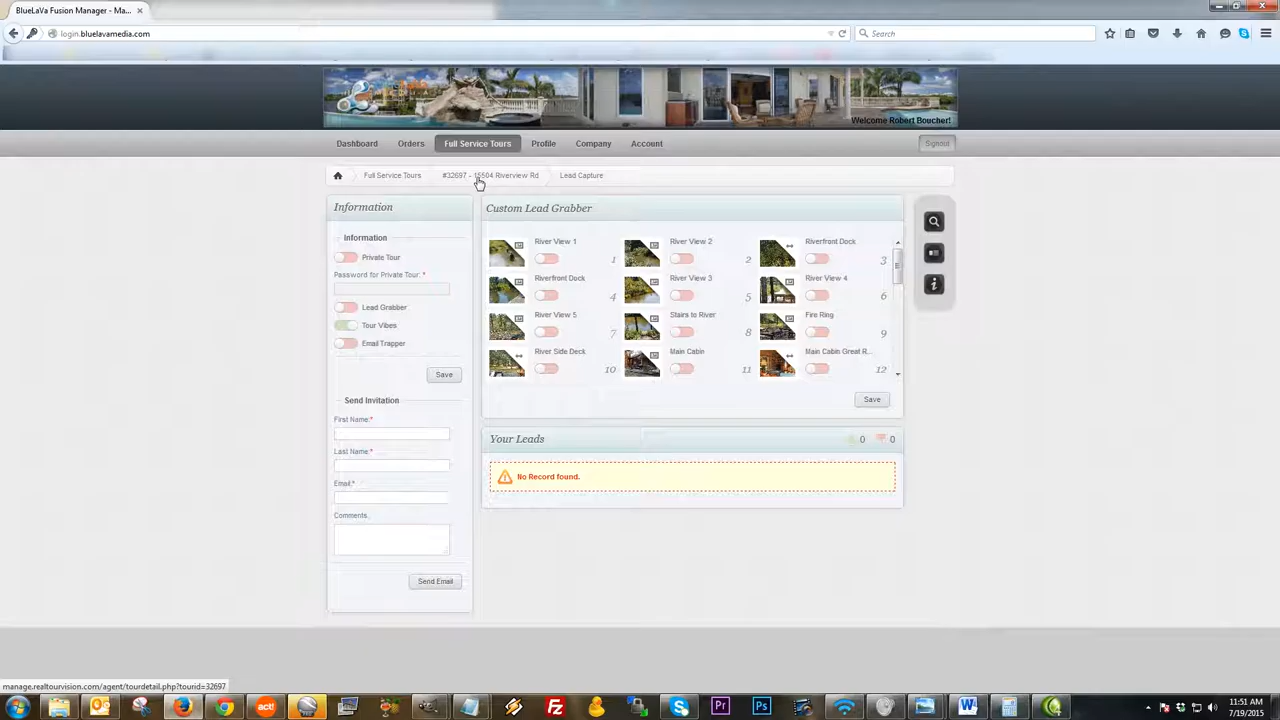 BlueLaVa Fusion Manager - Ma...
login.bluelavamedia.com
Search
Welcome Robert Boucher!
Dashboard
Orders
Full Service Tours
Profile
Company
Account
Signout
Full Service Tours
#32697 - 15504 Riverview Rd
Lead Capture
Information
Information
Private Tour
Password for Private Tour: *
Lead Grabber
Tour Vibes
Email Trapper
Save
Send Invitation
First Name:*
Last Name:*
Email:*
Comments:
Send Email
Custom Lead Grabber
River View 1
1
River View 2
2
Riverfront Dock
3
Riverfront Dock
4
River View 3
5
River View 4
6
River View 5
7
Stairs to River
8
Fire Ring
9
River Side Deck
10
Main Cabin
11
Main Cabin Great R...
12
Save
Your Leads
0
0
No Record found.
manage.realtourvision.com/agent/tourdetail.php?tourid=32697
act!
Pr
Ps
11:51 AM
7/19/2015